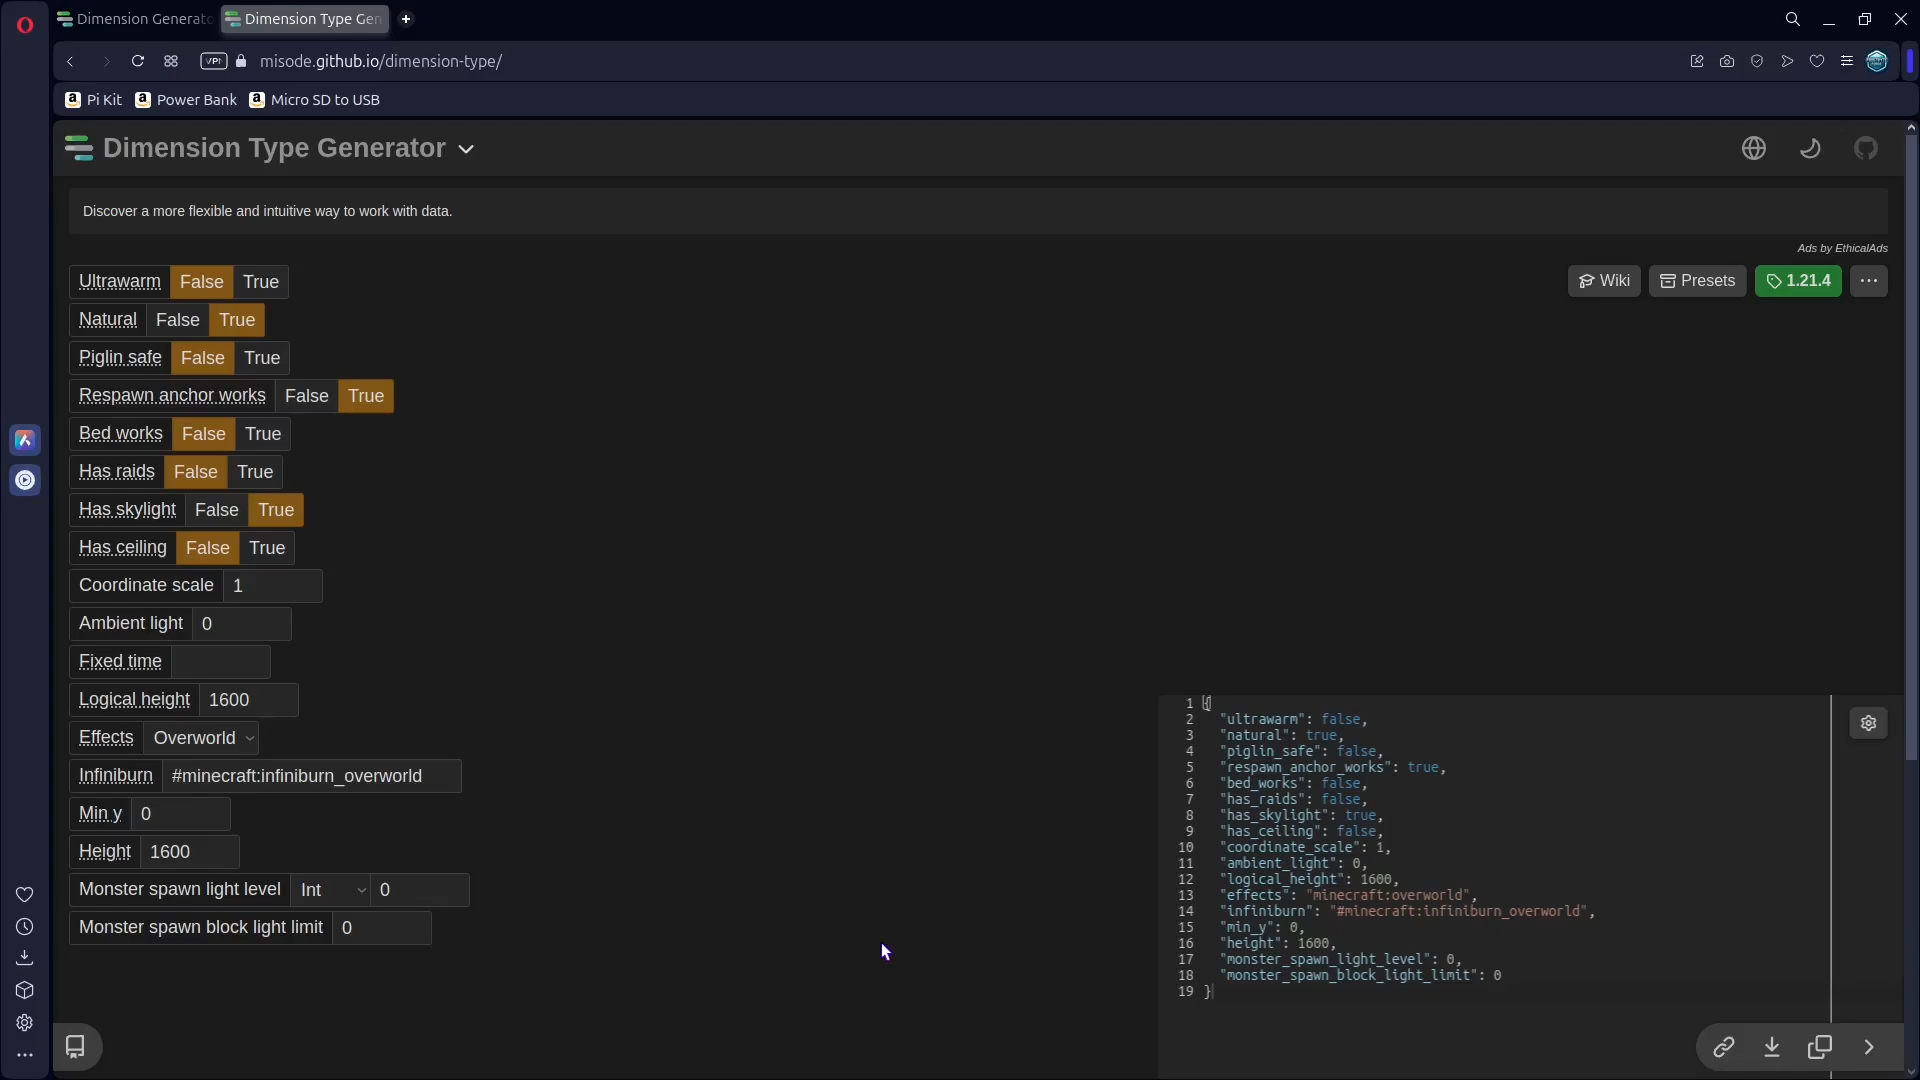 Dimension Generato
Dimension Type Gen
VPN
misode.github.io/dimension-type/
Pi Kit
Power Bank
Micro SD to USB
Dimension Type Generator
Discover a more flexible and intuitive way to work with data.
Ads by EthicalAds
Ultrawarm False True
Wiki Presets 1.21.4
Natural False True
Piglin safe False True
Respawn anchor works False True
Bed works False True
Has raids False True
Has skylight False True
Has ceiling False True
Coordinate scale 1
Ambient light 0
Fixed time
Logical height 1600
Effects Overworld
Infiniburn #minecraft:infiniburn_overworld
Min y 0
Height 1600
Monster spawn light level Int 0
Monster spawn block light limit 0
1 {
2 "ultrawarm": false,
3 "natural": true,
4 "piglin_safe": false,
5 "respawn_anchor_works": true,
6 "bed_works": false,
7 "has_raids": false,
8 "has_skylight": true,
9 "has_ceiling": false,
10 "coordinate_scale": 1,
11 "ambient_light": 0,
12 "logical_height": 1600,
13 "effects": "minecraft:overworld",
14 "infiniburn": "#minecraft:infiniburn_overworld",
15 "min_y": 0,
16 "height": 1600,
17 "monster_spawn_light_level": 0,
18 "monster_spawn_block_light_limit": 0
19 }